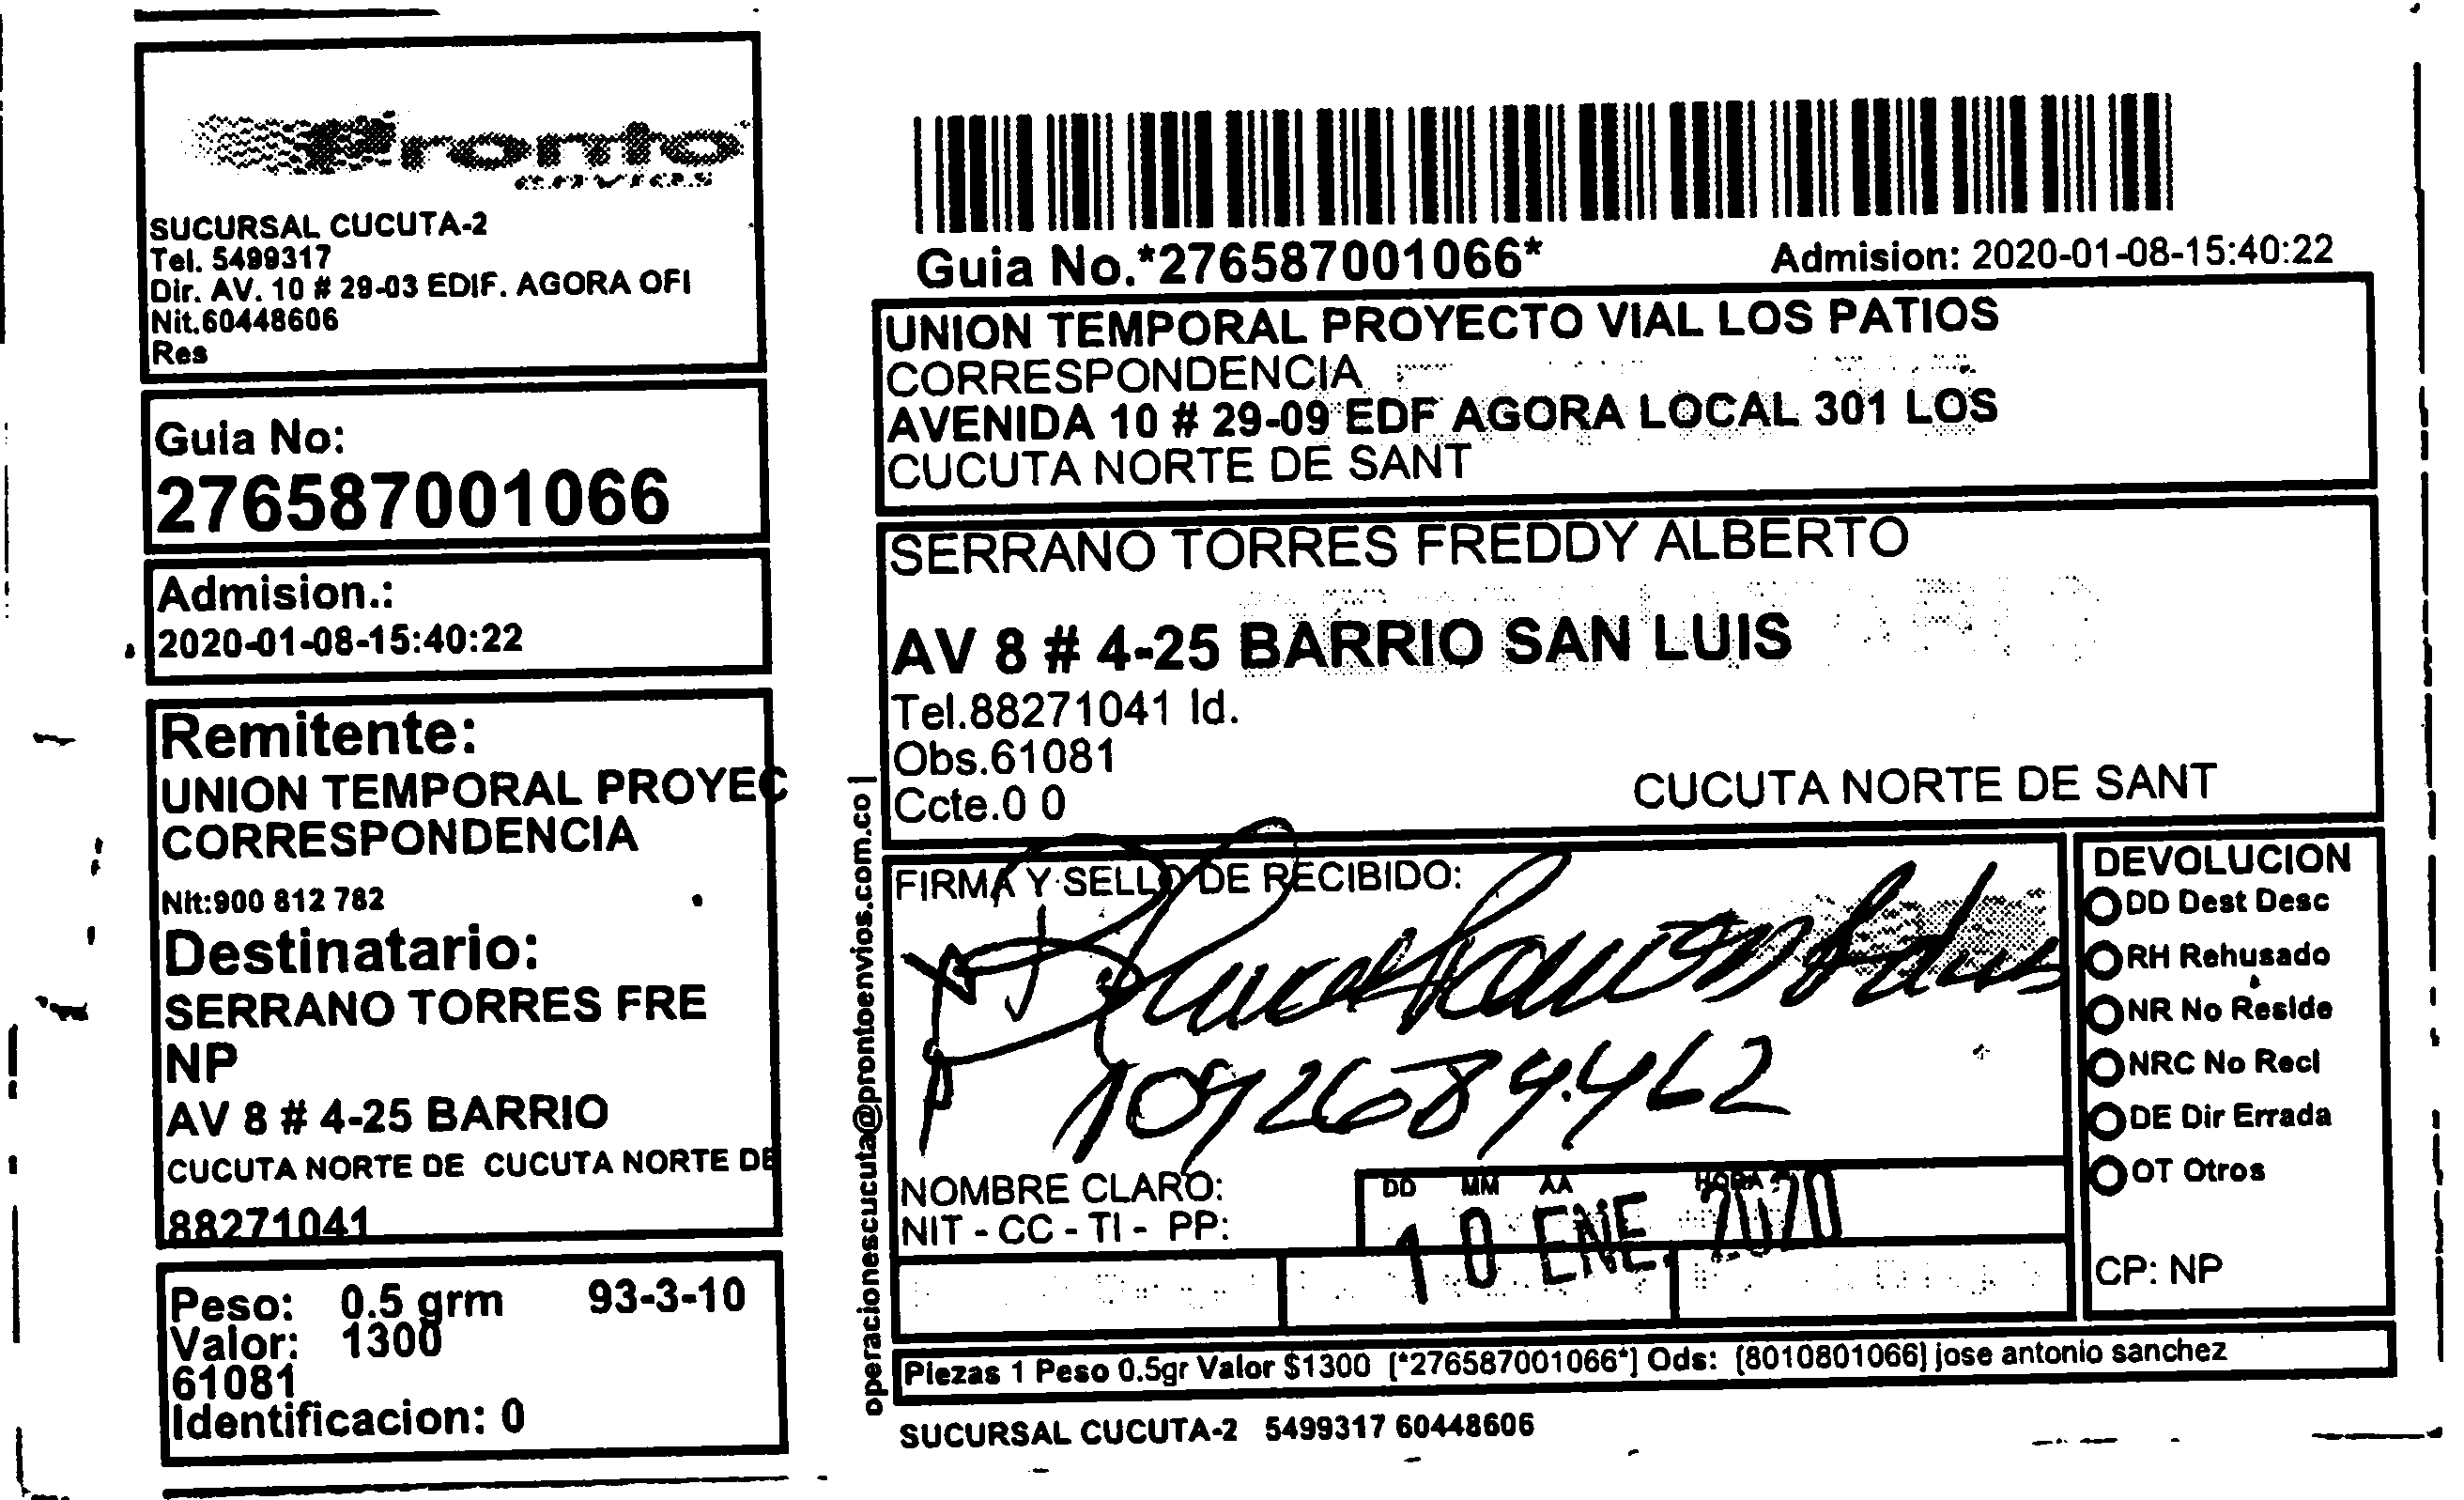 Pronto
SUCURSAL CUCUTA-2
Tel. 5499317
Dir. AV. 10 # 29-03 EDIF. AGORA OFI
Nit.60448606
Res
Guia No:
276587001066
Admision.:
2020-01-08-15:40:22
Remitente:
UNION TEMPORAL PROYEC
CORRESPONDENCIA
Nit:900 812 782
Destinatario:
SERRANO TORRES FRE
NP
AV 8 # 4-25 BARRIO
CUCUTA NORTE DE CUCUTA NORTE DE
88271041
Peso: 0.5 grm 93-3-10
Valor: 1300
61081
Identificacion: 0
operacionescucuta@prontoenvios.com.co |
Guia No.*276587001066* Admision: 2020-01-08-15:40:22
UNION TEMPORAL PROYECTO VIAL LOS PATIOS
CORRESPONDENCIA
AVENIDA 10 # 29-09 EDF AGORA LOCAL 301 LOS
CUCUTA NORTE DE SANT
SERRANO TORRES FREDDY ALBERTO
AV 8 # 4-25 BARRIO SAN LUIS
Tel.88271041 Id.
Obs.61081
Ccte.0 0
CUCUTA NORTE DE SANT
FIRMA Y SELLO DE RECIBIDO:
NOMBRE CLARO:
NIT - CC - TI - PP:
DD MM AA HORA
10 ENE. 2020
DEVOLUCION
DD Dest Desc
RH Rehusado
NR No Reside
NRC No Recl
DE Dir Errada
OT Otros
CP: NP
Piezas 1 Peso 0.5gr Valor $1300 [*276587001066*] Ods: [8010801066] jose antonio sanchez
SUCURSAL CUCUTA-2 5499317 60448606